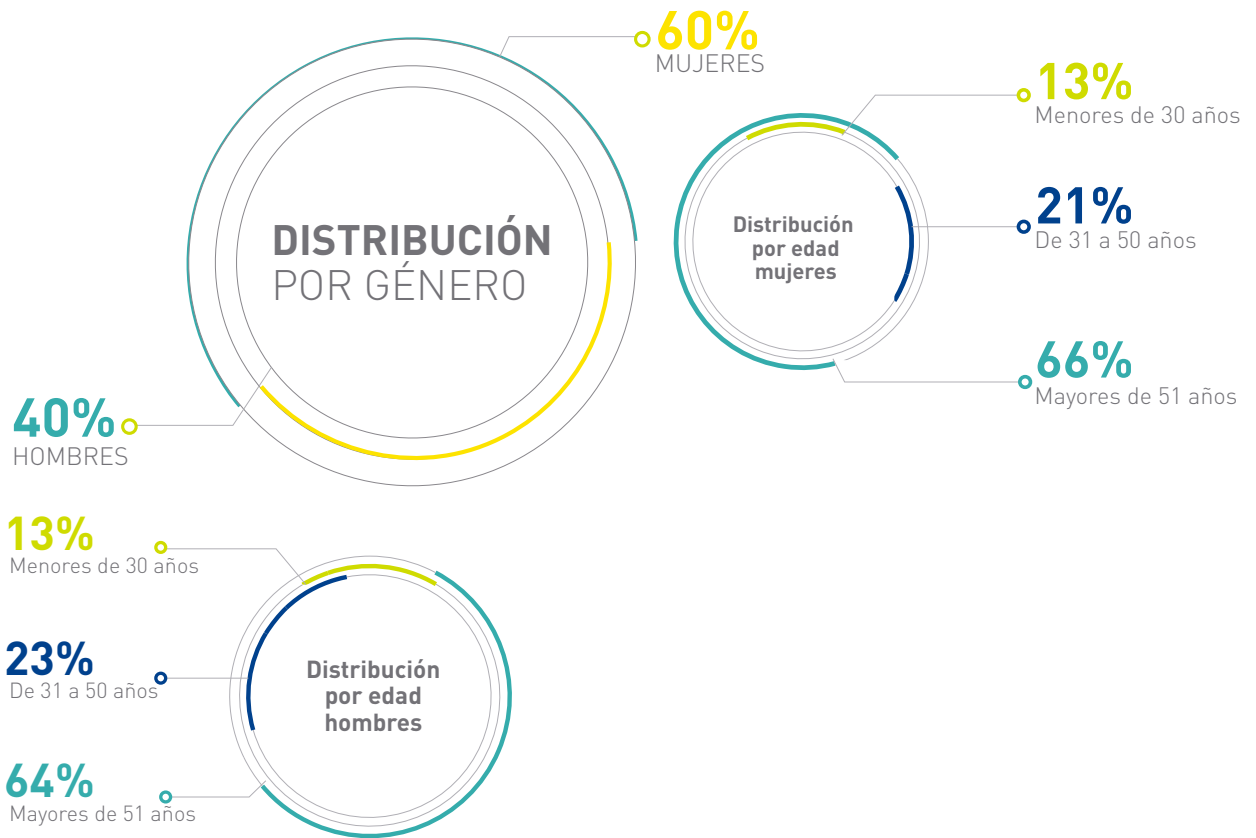 DISTRIBUCIÓN
POR GÉNERO
60%
MUJERES
40%
HOMBRES
Distribución
por edad
mujeres
13%
Menores de 30 años
21%
De 31 a 50 años
66%
Mayores de 51 años
Distribución
por edad
hombres
13%
Menores de 30 años
23%
De 31 a 50 años
64%
Mayores de 51 años